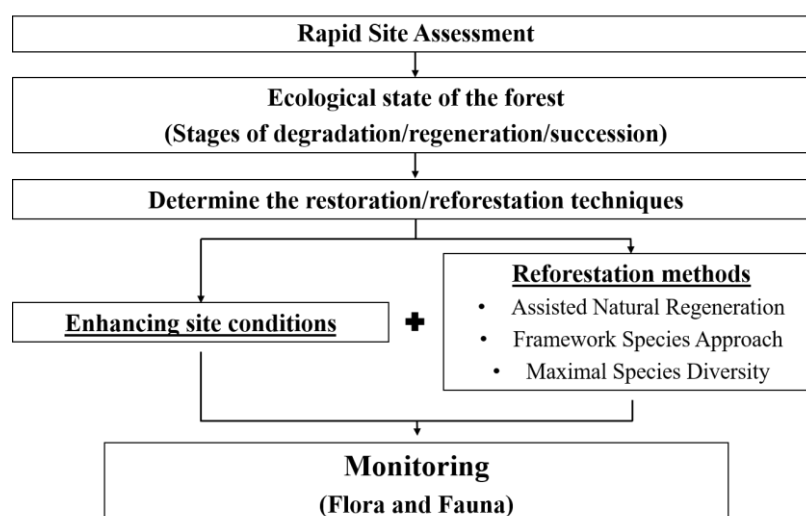 Rapid Site Assessment
Ecological state of the forest
(Stages of degradation/regeneration/succession)
Determine the restoration/reforestation techniques
Enhancing site conditions
Reforestation methods
• Assisted Natural Regeneration
• Framework Species Approach
• Maximal Species Diversity
Monitoring
(Flora and Fauna)